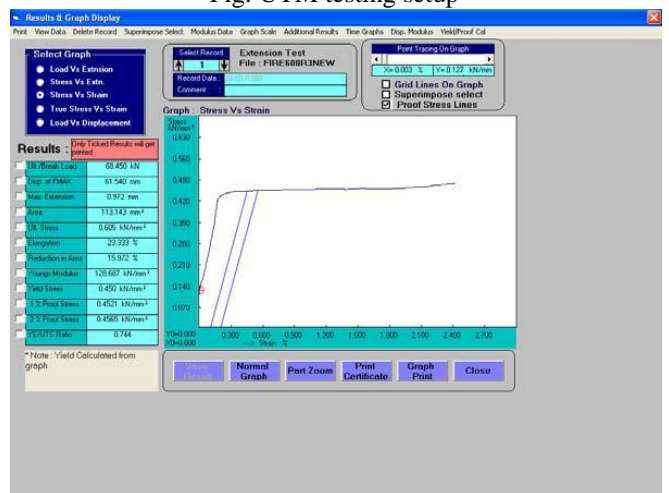 Fig. UTM testing setup
Results & Graph Display
Print View Data Delete Record Superimpose Select Modulus Data Graph Scale Additional Results Time Graphs Disp. Modulus Yield/Proof Cal
Select Graph
Load Vs Extnsion
Stress Vs Extn.
Stress Vs Strain
True Stress Vs Strain
Load Vs Displacement
Select Record
1
Extension Test
File : FIRE600R3NEW
Record Date :
Comment :
Point Tracing On Graph
X= 0.003 % Y= 0.127 kN/mm
Grid Lines On Graph
Superimpose select
Proof Stress Lines
Results :
Only Ticked Results will get printed
Ult./Break Load 68.450 kN
Disp. at FMAX 61.540 mm
Max. Extension 0.972 mm
Area 113.143 mm²
Ult. Stress 0.605 kN/mm²
Elongation 23.333 %
Reduction in Area 15.972 %
Youngs Modulus 128.687 kN/mm²
Yield Stress 0.450 kN/mm²
.1 % Proof Stress 0.4521 kN/mm²
.2 % Proof Stress 0.4565 kN/mm²
YS/UTS Ratio 0.744
* Note : Yield Calculated from graph
Graph : Stress Vs Strain
Stress
kN/mm²
0.630
0.560
0.490
0.420
0.350
0.280
0.210
0.140
0.070
Y0=0.000
X0=0.000
0.300 0.600 0.900 1.200 1.500 1.800 2.100 2.400 2.700
---> Strain %
Save Result
Normal Graph
Part Zoom
Print Certificate
Graph Print
Close